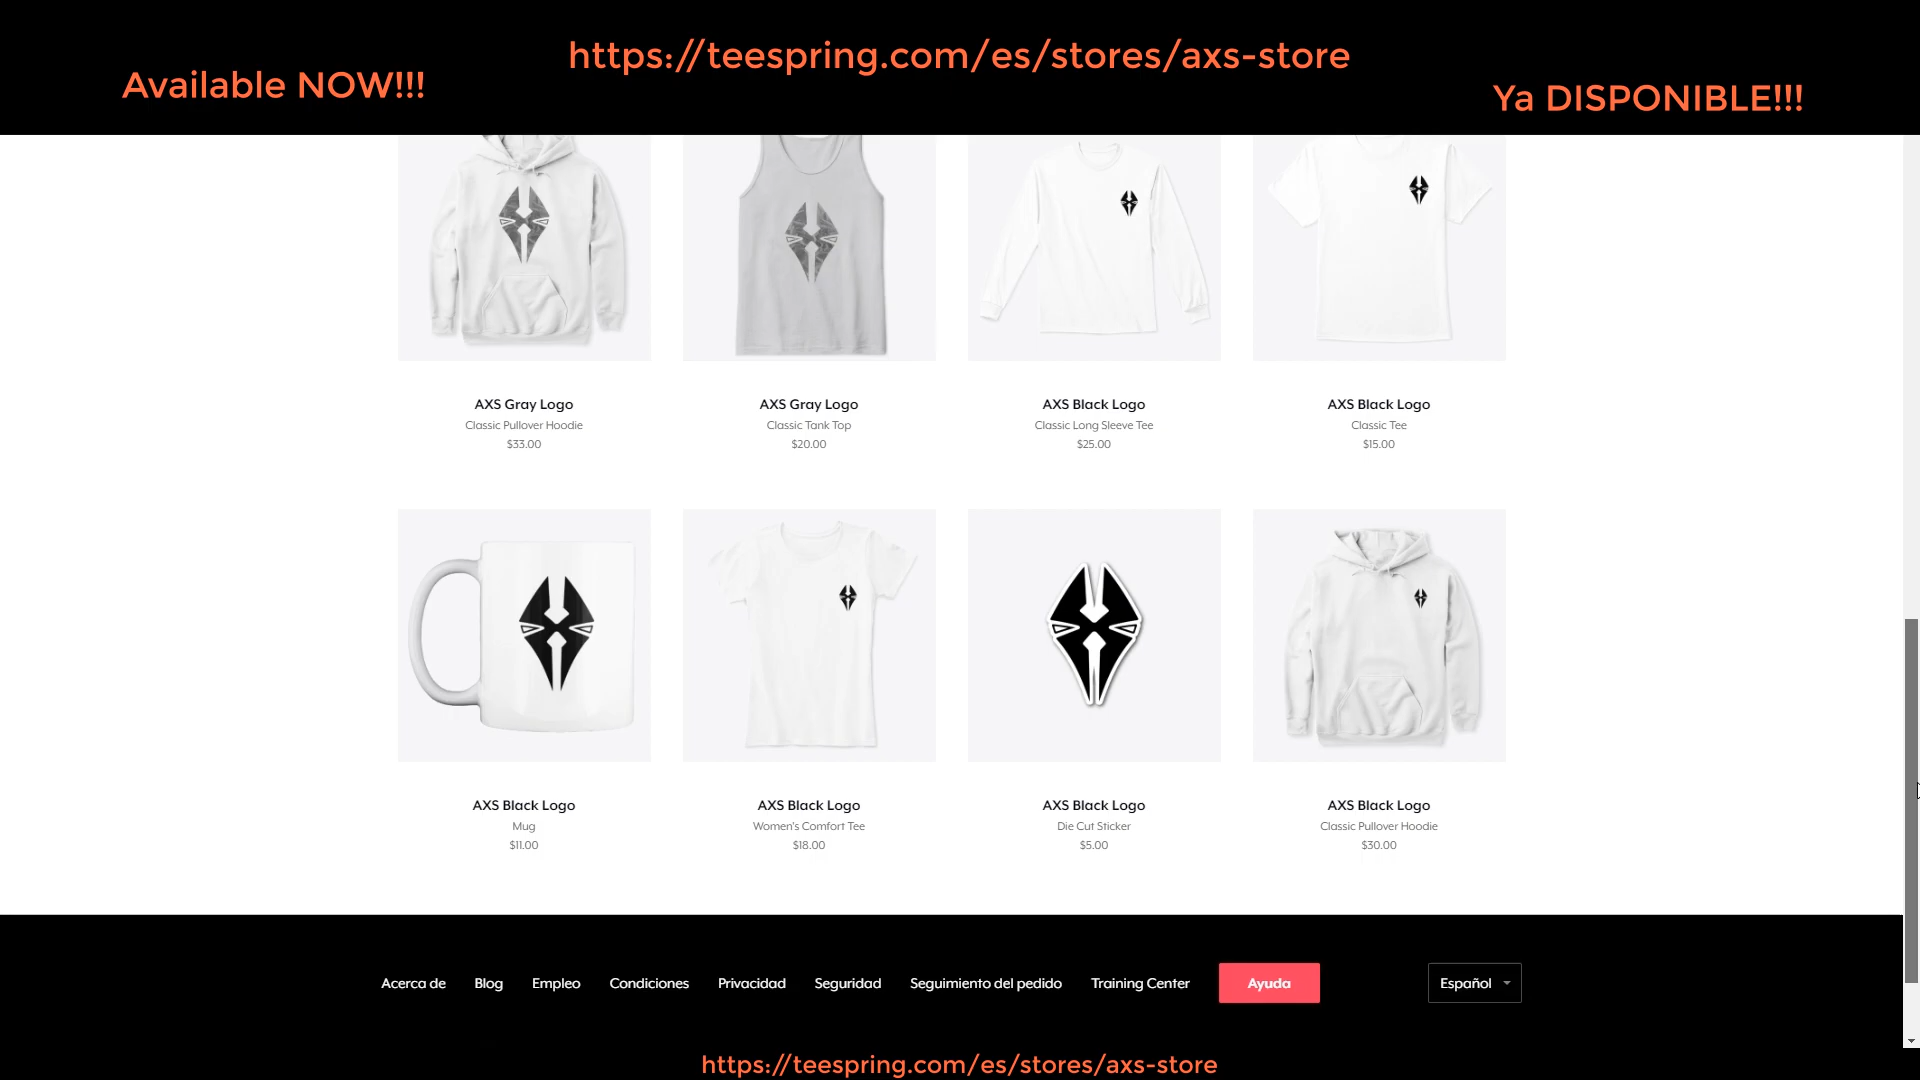 https://teespring.com/es/stores/axs-store
Available NOW!!!
Ya DISPONIBLE!!!
AXS Gray Logo
Classic Pullover Hoodie
$33.00
AXS Gray Logo
Classic Tank Top
$20.00
AXS Black Logo
Classic Long Sleeve Tee
$25.00
AXS Black Logo
Classic Tee
$15.00
AXS Black Logo
Mug
$11.00
AXS Black Logo
Women's Comfort Tee
$18.00
AXS Black Logo
Die Cut Sticker
$5.00
AXS Black Logo
Classic Pullover Hoodie
$30.00
Acerca de Blog Empleo Condiciones Privacidad Seguridad Seguimiento del pedido Training Center Ayuda Español
https://teespring.com/es/stores/axs-store